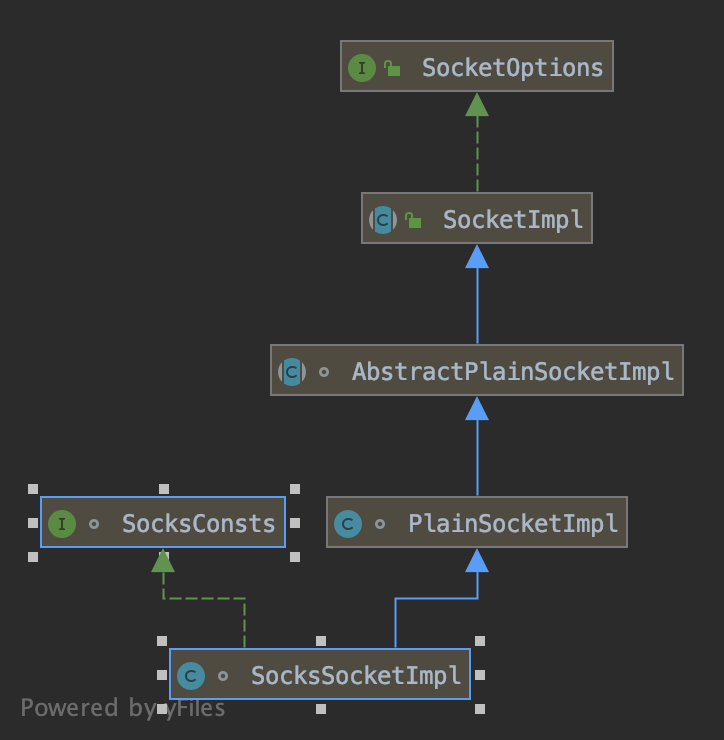 I SocketOptions
C SocketImpl
C AbstractPlainSocketImpl
I SocksConsts
C PlainSocketImpl
C SocksSocketImpl
Powered by yFiles